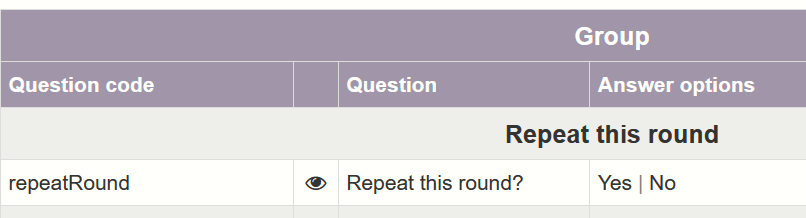 Group
Question code Question Answer options
Repeat this round
repeatRound Repeat this round? Yes | No